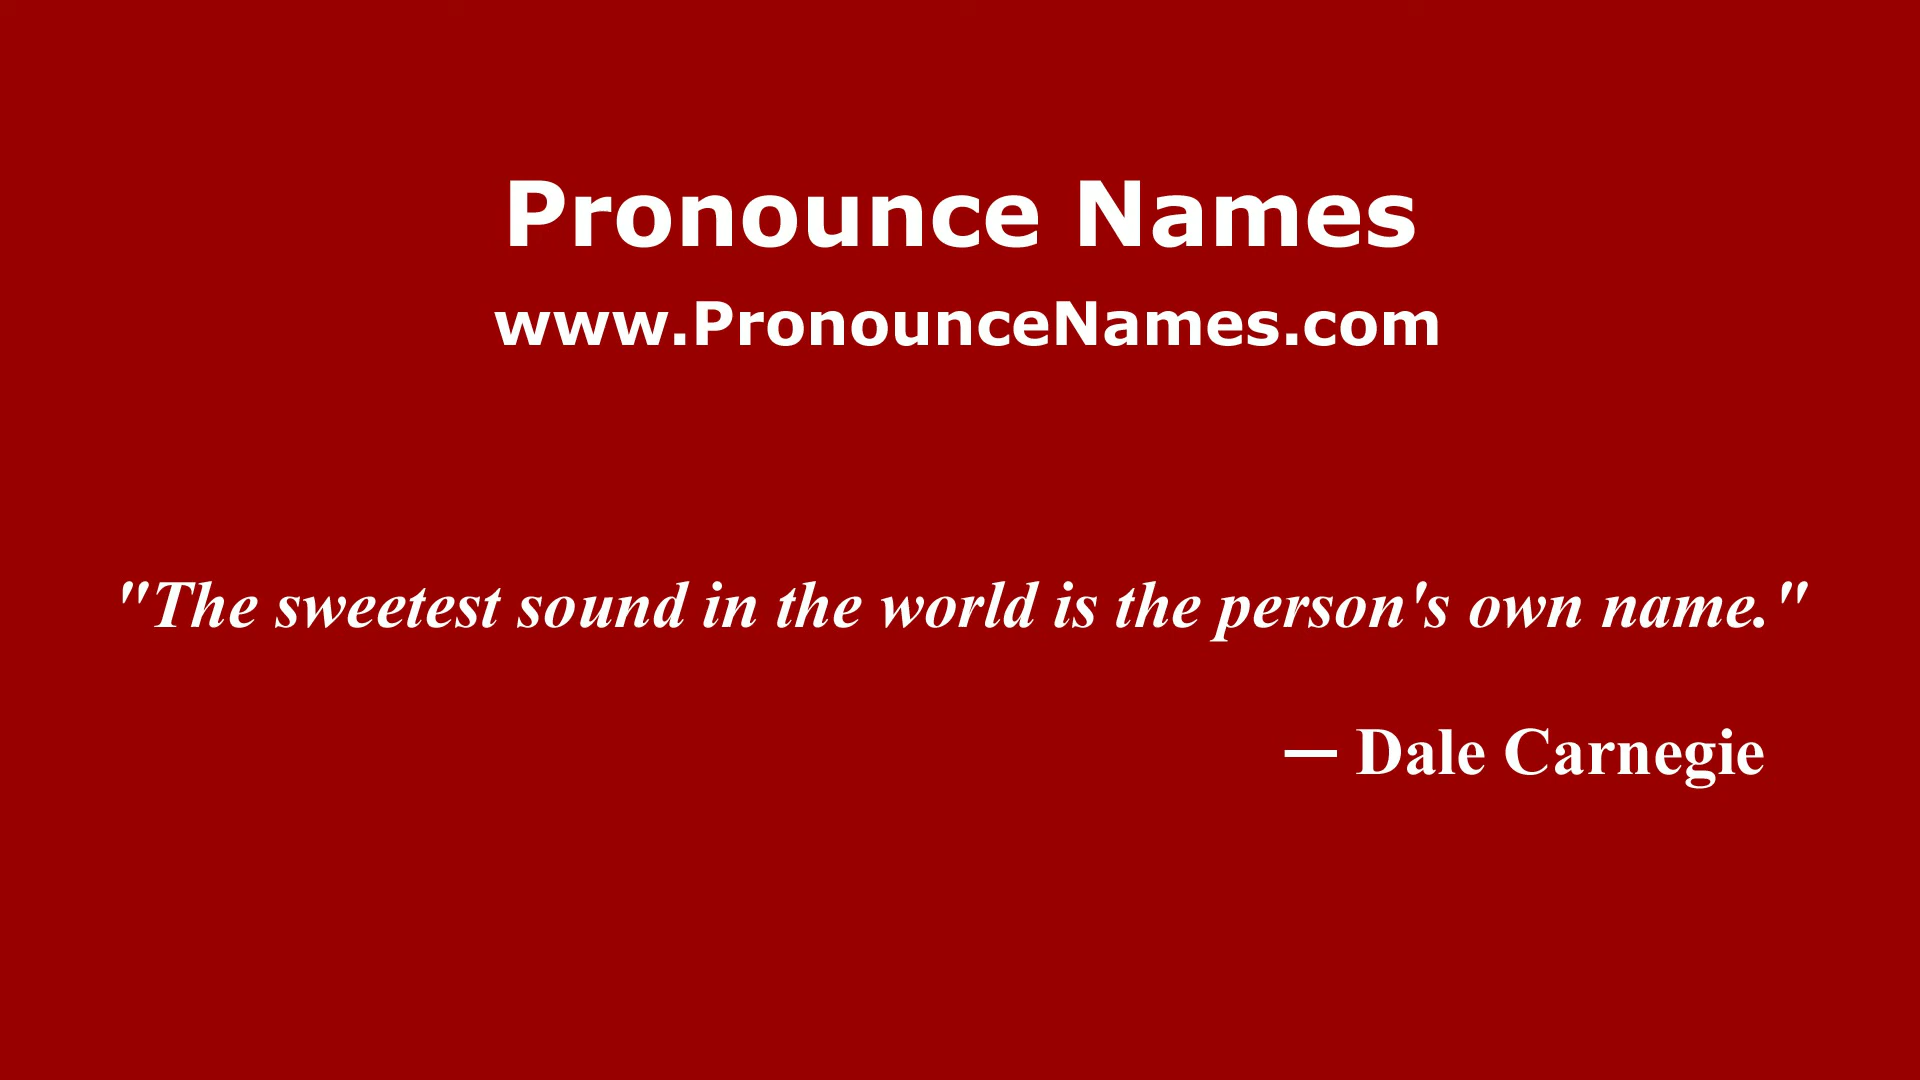 Pronounce Names
www.PronounceNames.com
"The sweetest sound in the world is the person's own name."
— Dale Carnegie